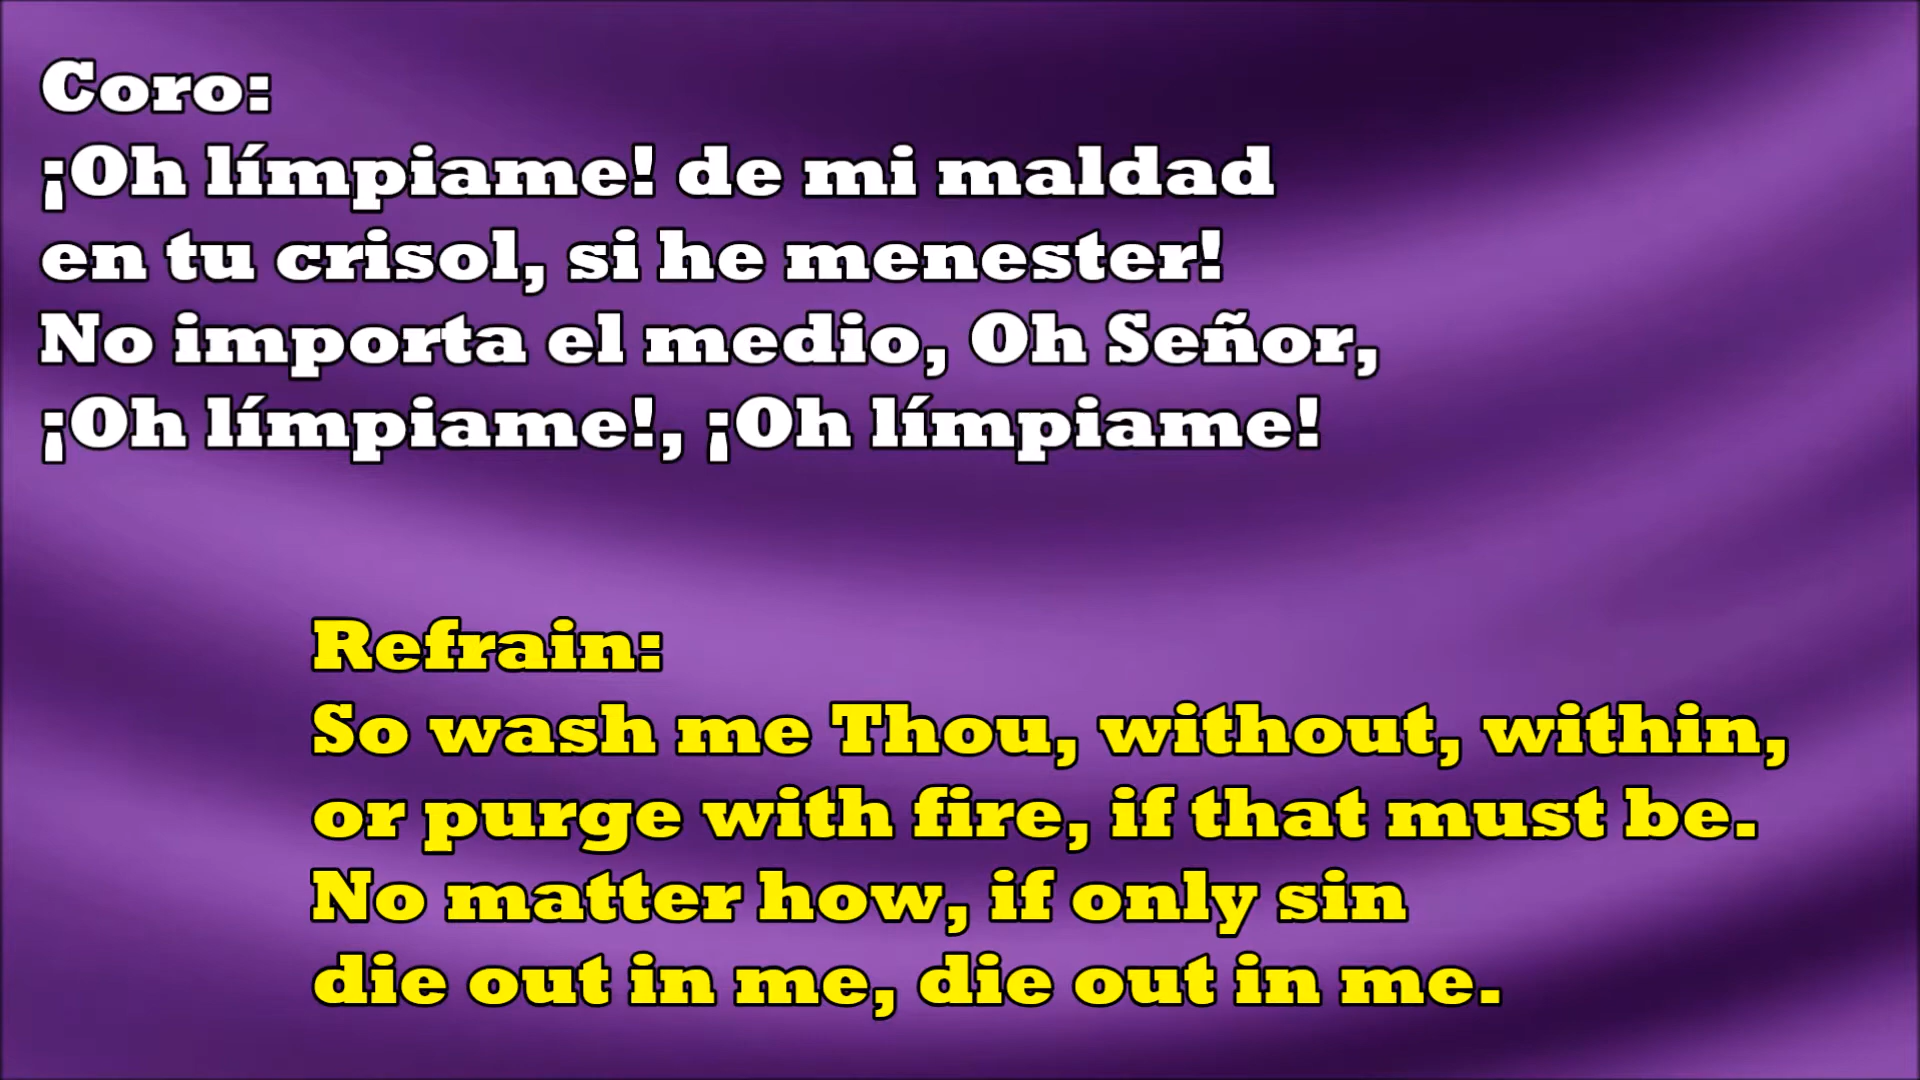 Coro:
¡Oh límpiame! de mi maldad
en tu crisol, si he menester!
No importa el medio, Oh Señor,
¡Oh límpiame!, ¡Oh límpiame!
Refrain:
So wash me Thou, without, within,
or purge with fire, if that must be.
No matter how, if only sin
die out in me, die out in me.